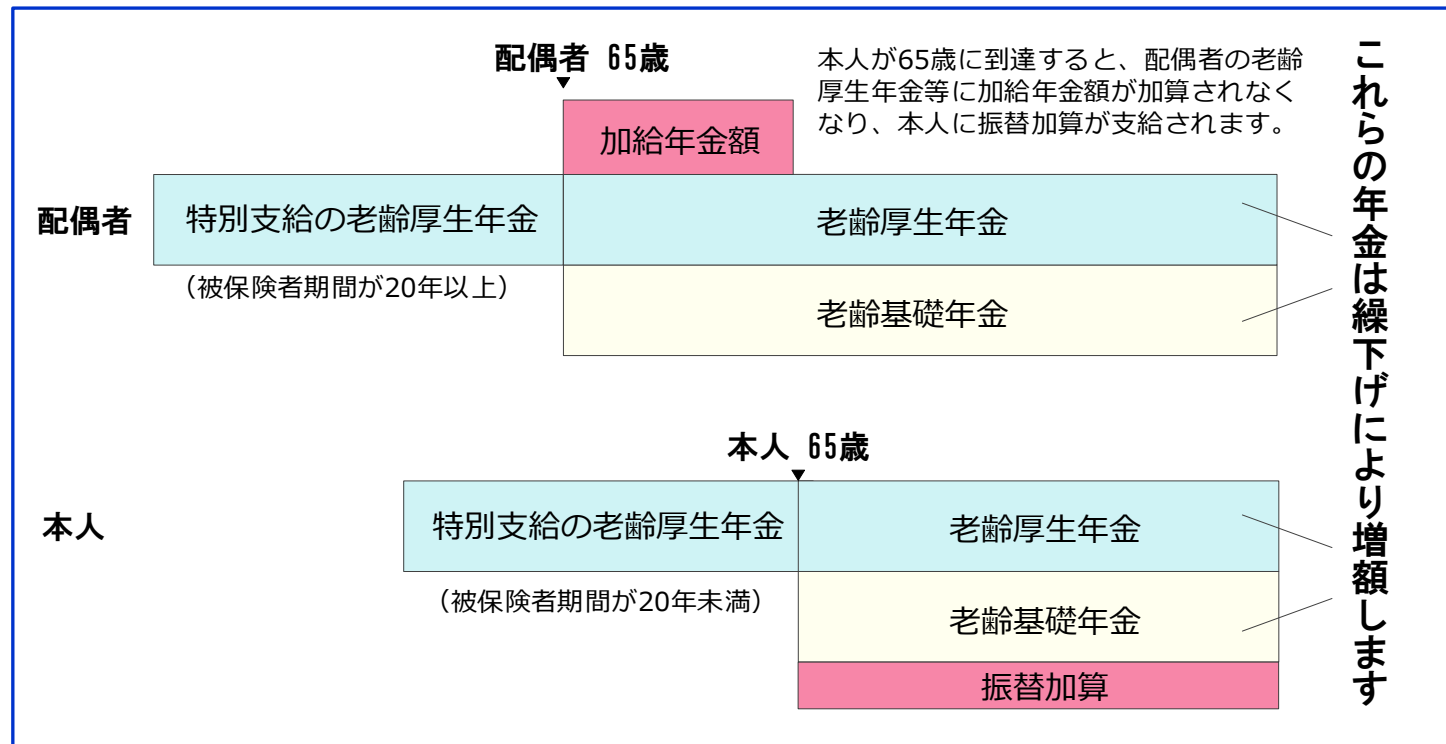 配偶者 65歳
本人が65歳に到達すると、配偶者の老齢
厚生年金等に加給年金額が加算されなく
なり、本人に振替加算が支給されます。
加給年金額
配偶者
特別支給の老齢厚生年金
老齢厚生年金
（被保険者期間が20年以上）
老齢基礎年金
本人 65歳
本人
特別支給の老齢厚生年金
老齢厚生年金
（被保険者期間が20年未満）
老齢基礎年金
振替加算
これらの年金は繰下げにより増額します